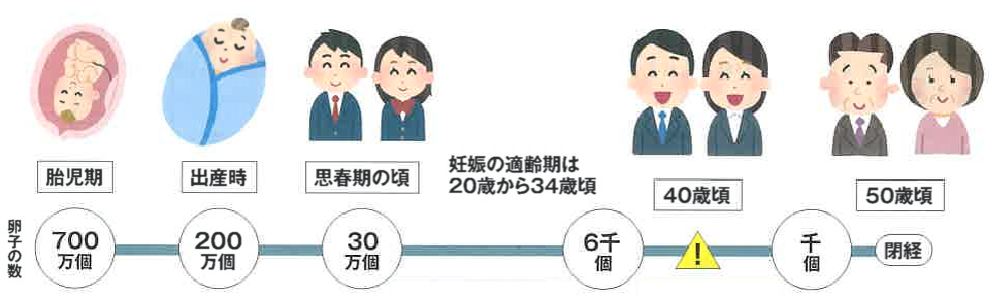 胎児期
出産時
思春期の頃
妊娠の適齢期は
20歳から34歳頃
40歳頃
50歳頃
卵子の数
700
万個
200
万個
30
万個
6千
個
!
千
個
閉経